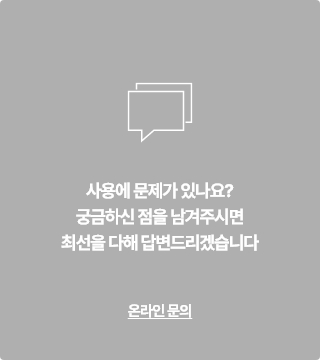 사용에 문제가 있나요?
궁금하신 점을 남겨주시면
최선을 다해 답변드리겠습니다
온라인 문의